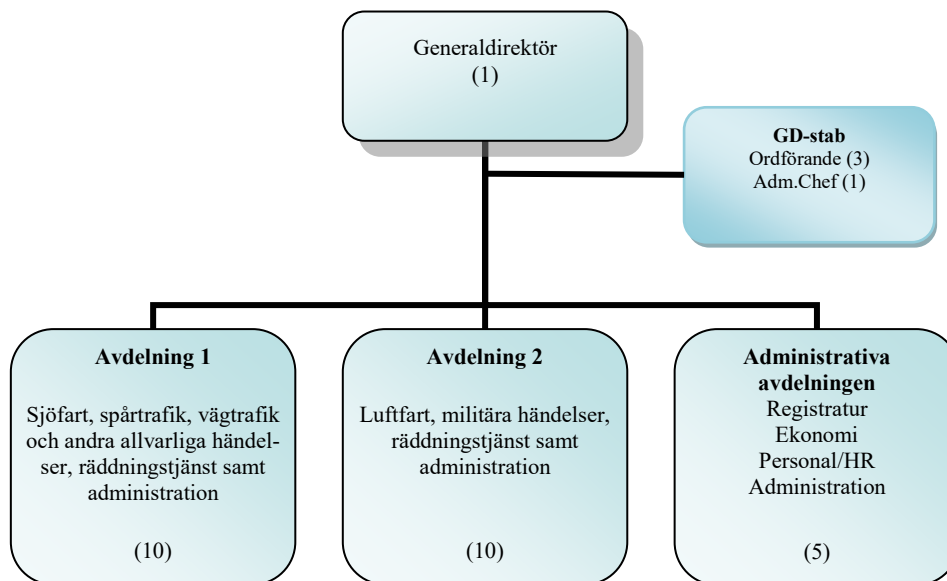 Generaldirektör
(1)
GD-stab
Ordförande (3)
Adm.Chef (1)
Avdelning 1
Sjöfart, spårtrafik, vägtrafik
och andra allvarliga händel-
ser, räddningstjänst samt
administration
(10)
Avdelning 2
Luftfart, militära händelser,
räddningstjänst samt
administration
(10)
Administrativa
avdelningen
Registratur
Ekonomi
Personal/HR
Administration
(5)